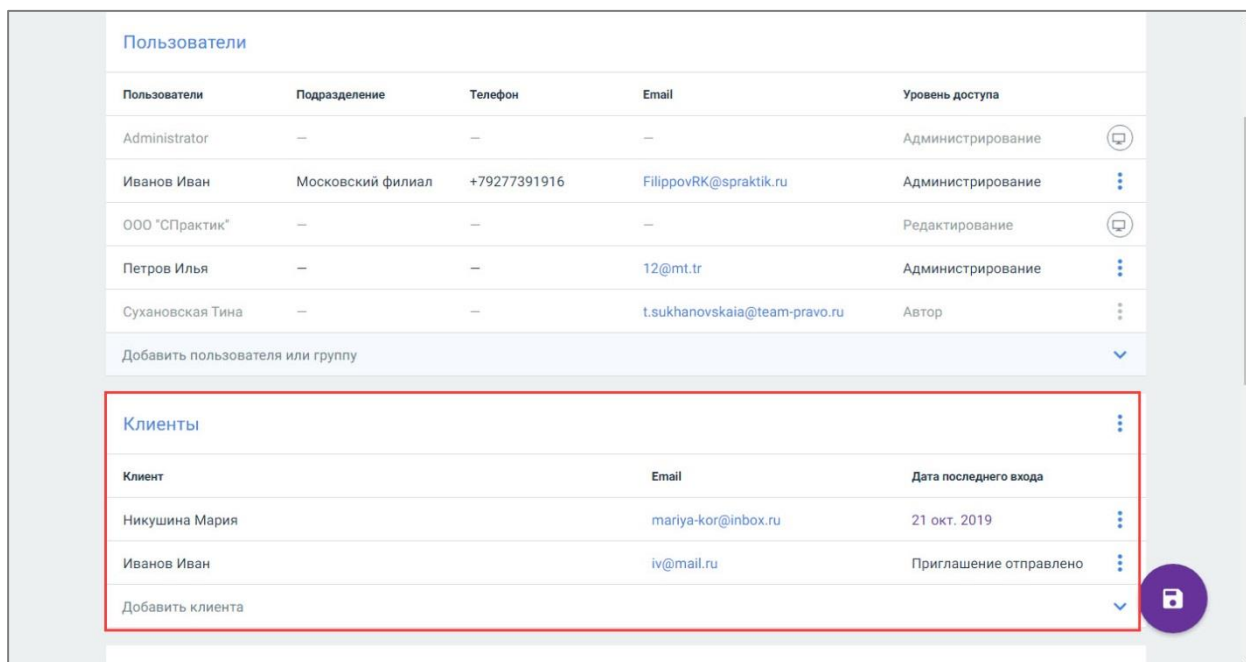 Пользователи
Пользователи Подразделение Телефон Email Уровень доступа
Administrator — — — Администрирование
Иванов Иван Московский филиал +79277391916 FilippovRK@spraktik.ru Администрирование
ООО "СПрактик" — — — Редактирование
Петров Илья — — 12@mt.tr Администрирование
Сухановская Тина — — t.sukhanovskaia@team-pravo.ru Автор
Добавить пользователя или группу
Клиенты
Клиент Email Дата последнего входа
Никушина Мария mariya-kor@inbox.ru 21 окт. 2019
Иванов Иван iv@mail.ru Приглашение отправлено
Добавить клиента